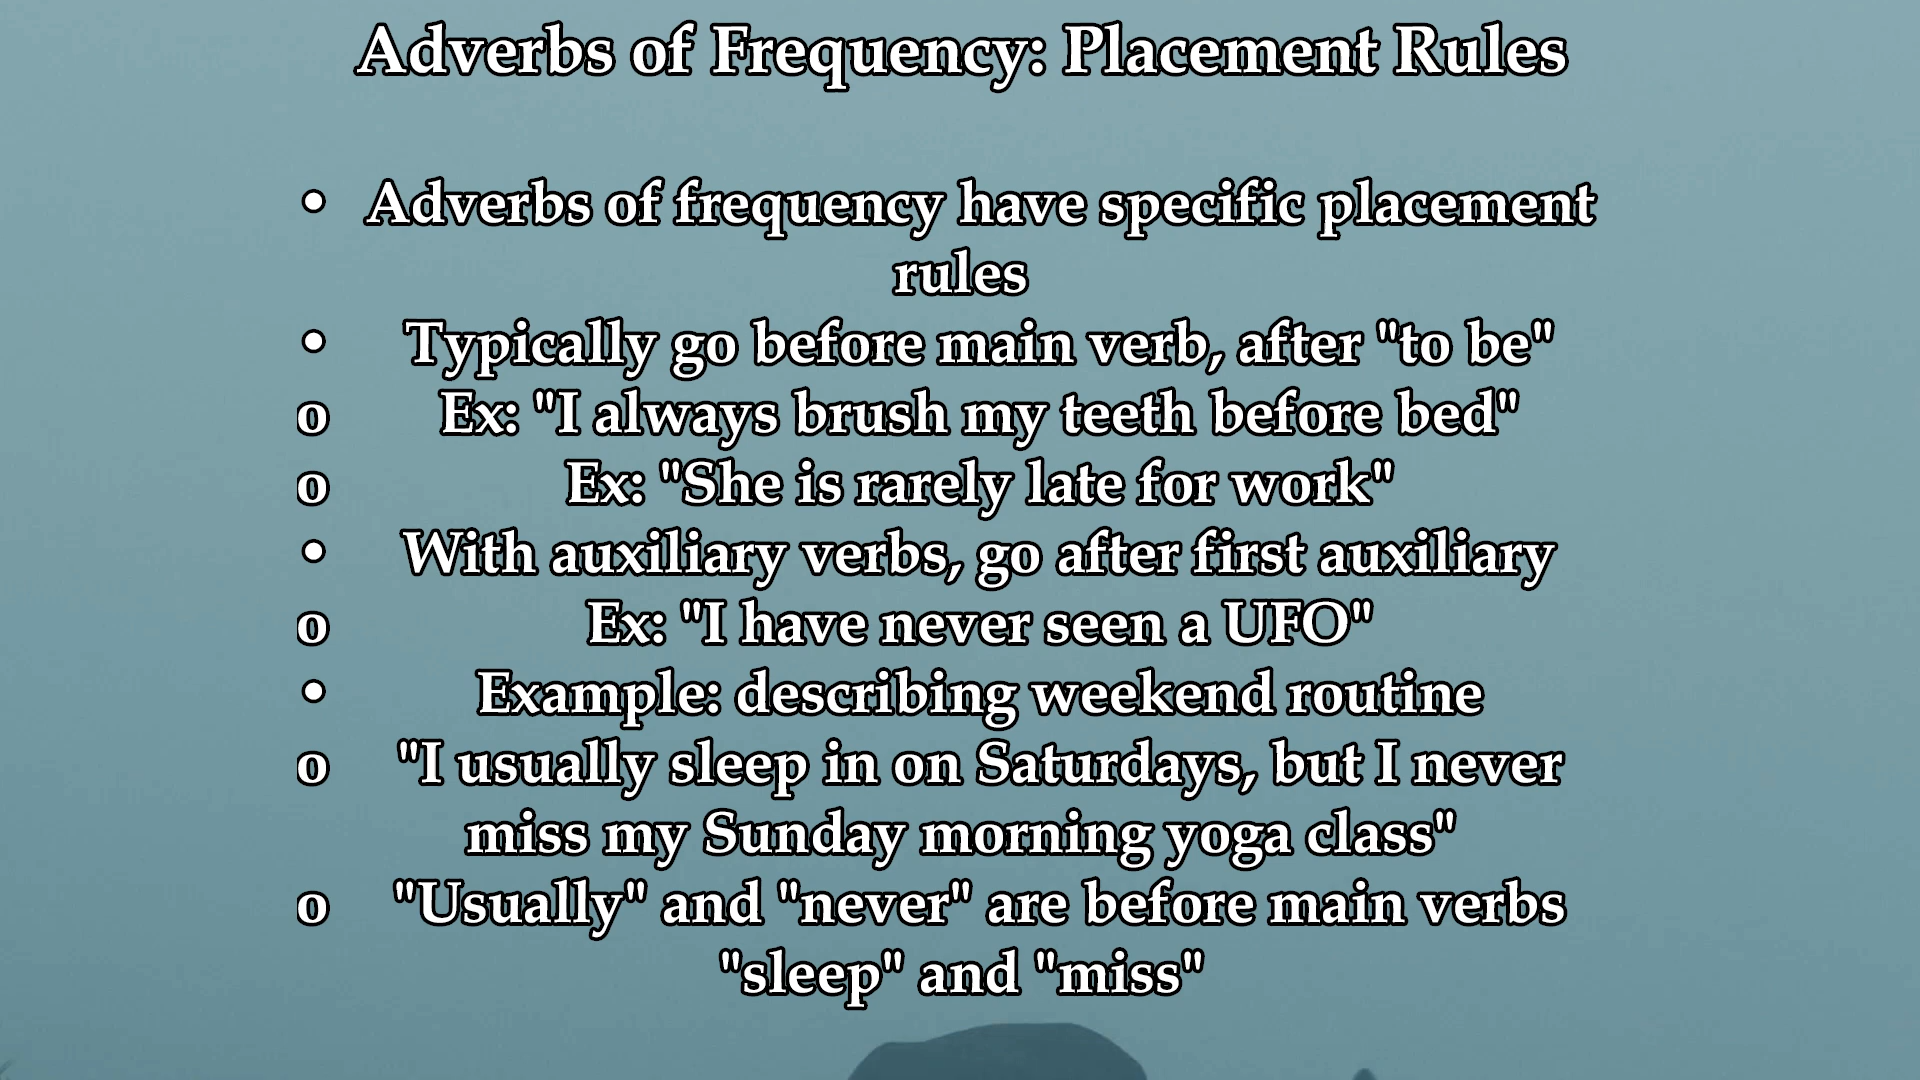 Adverbs of Frequency: Placement Rules
• Adverbs of frequency have specific placement
rules
• Typically go before main verb, after "to be"
o Ex: "I always brush my teeth before bed"
o Ex: "She is rarely late for work"
• With auxiliary verbs, go after first auxiliary
o Ex: "I have never seen a UFO"
• Example: describing weekend routine
o "I usually sleep in on Saturdays, but I never
miss my Sunday morning yoga class"
o "Usually" and "never" are before main verbs
"sleep" and "miss"